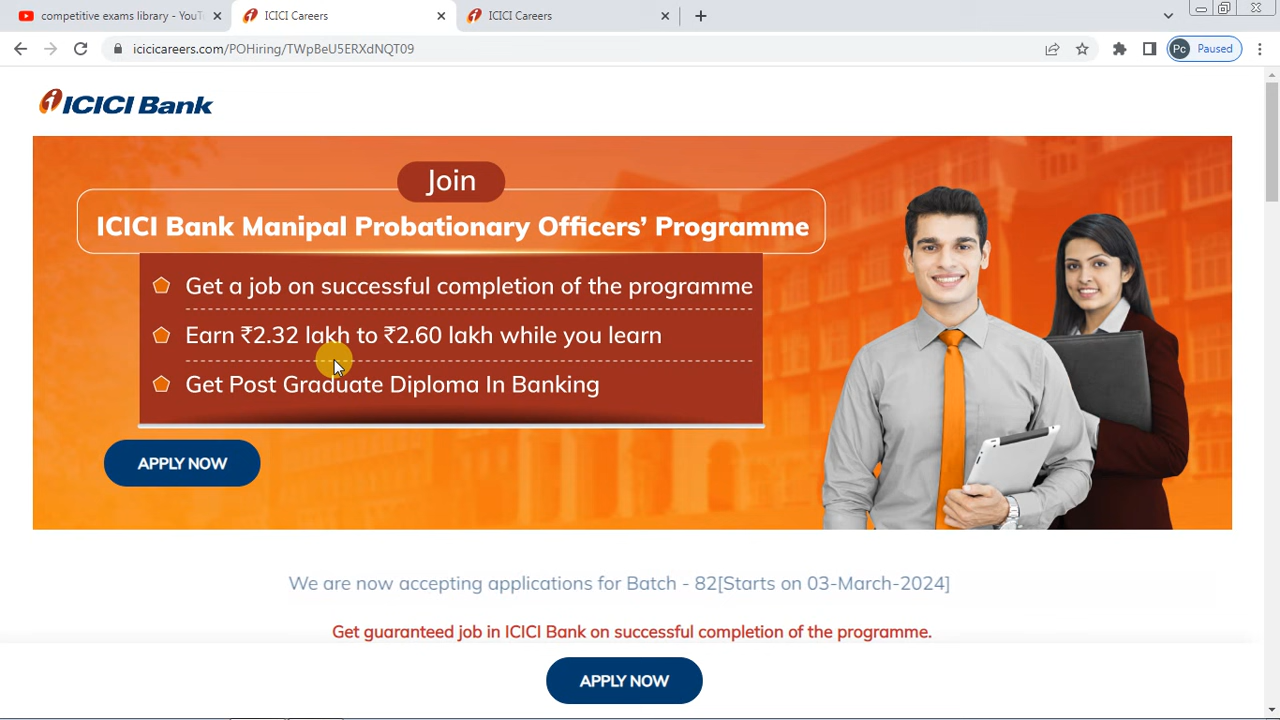 competitive exams library - YouT
ICICI Careers
ICICI Careers
icicicareers.com/POHiring/TWpBeU5ERXdNQT09
Pc Paused
ICICI Bank
Join
ICICI Bank Manipal Probationary Officers’ Programme
Get a job on successful completion of the programme
Earn ₹2.32 lakh to ₹2.60 lakh while you learn
Get Post Graduate Diploma In Banking
APPLY NOW
We are now accepting applications for Batch - 82[Starts on 03-March-2024]
Get guaranteed job in ICICI Bank on successful completion of the programme.
APPLY NOW